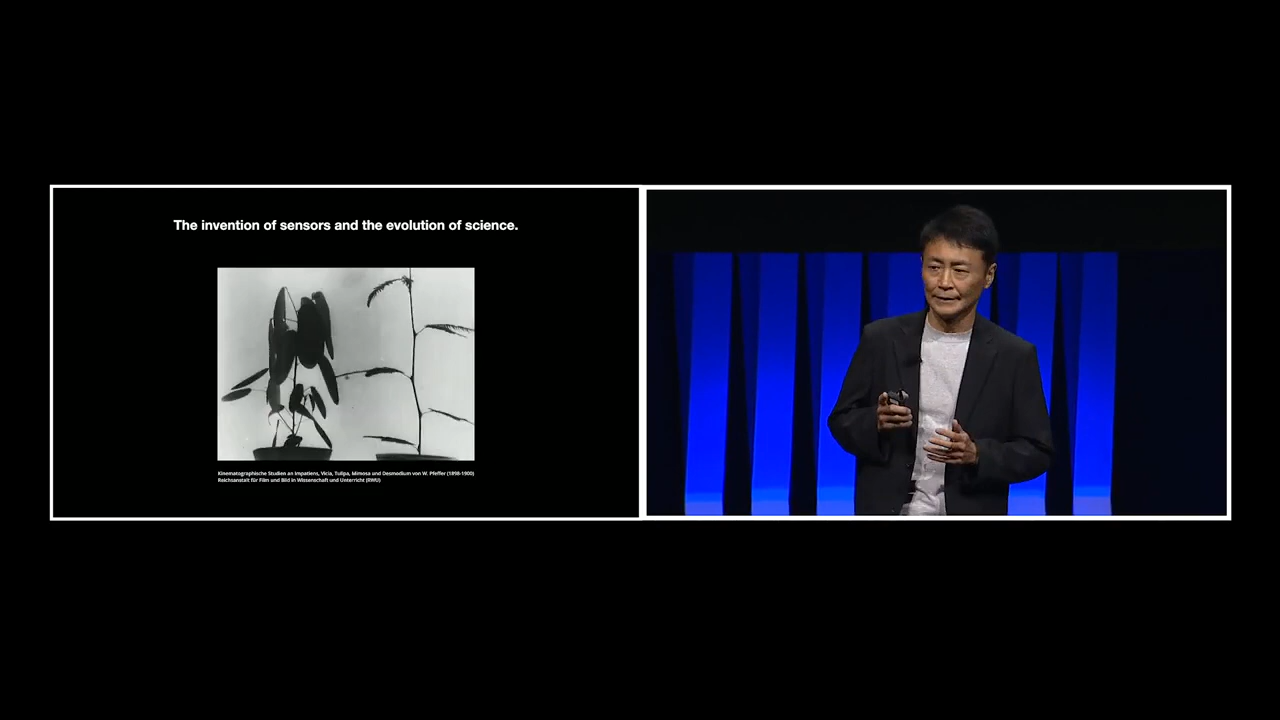 The invention of sensors and the evolution of science.
Kinematographische Studien an Impatiens, Vicia, Tulipa, Mimosa und Desmodium von W. Pfeffer (1898-1900)
Reichsanstalt für Film und Bild in Wissenschaft und Unterricht (RWU)